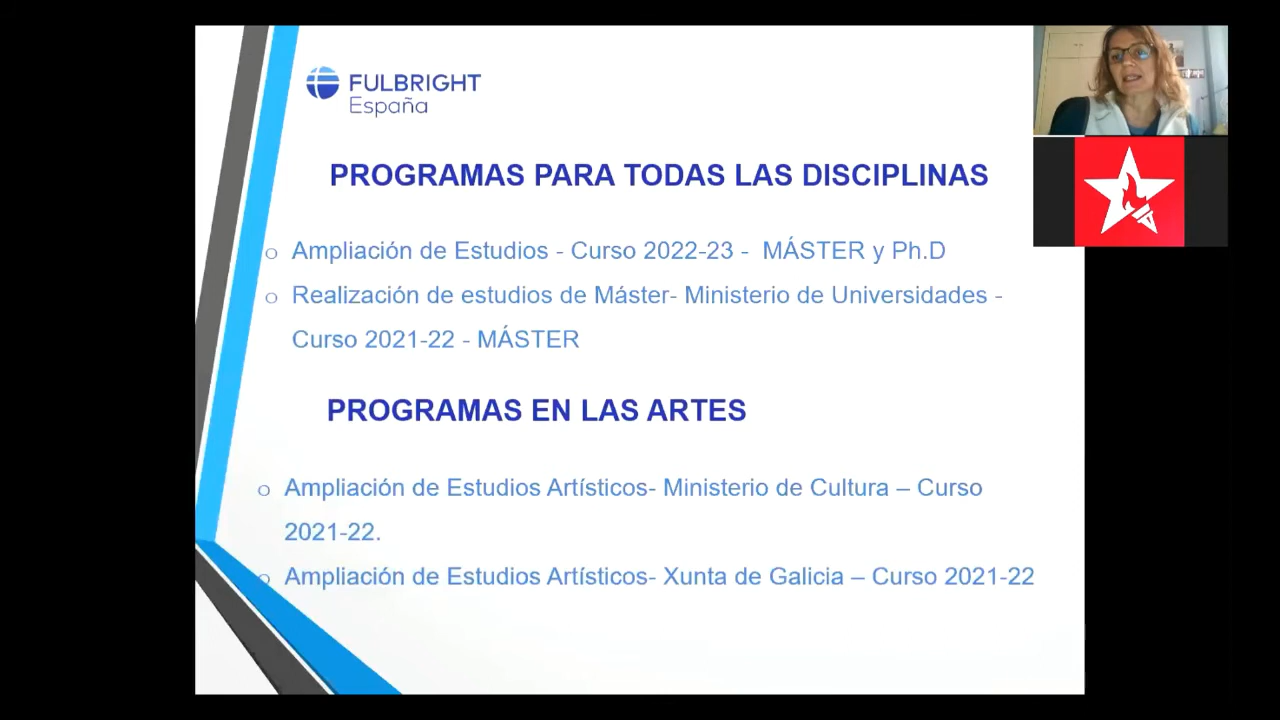 FULBRIGHT
España
PROGRAMAS PARA TODAS LAS DISCIPLINAS
o Ampliación de Estudios - Curso 2022-23 - MÁSTER y Ph.D
o Realización de estudios de Máster- Ministerio de Universidades -
Curso 2021-22 - MÁSTER
PROGRAMAS EN LAS ARTES
o Ampliación de Estudios Artísticos- Ministerio de Cultura – Curso
2021-22.
o Ampliación de Estudios Artísticos- Xunta de Galicia – Curso 2021-22